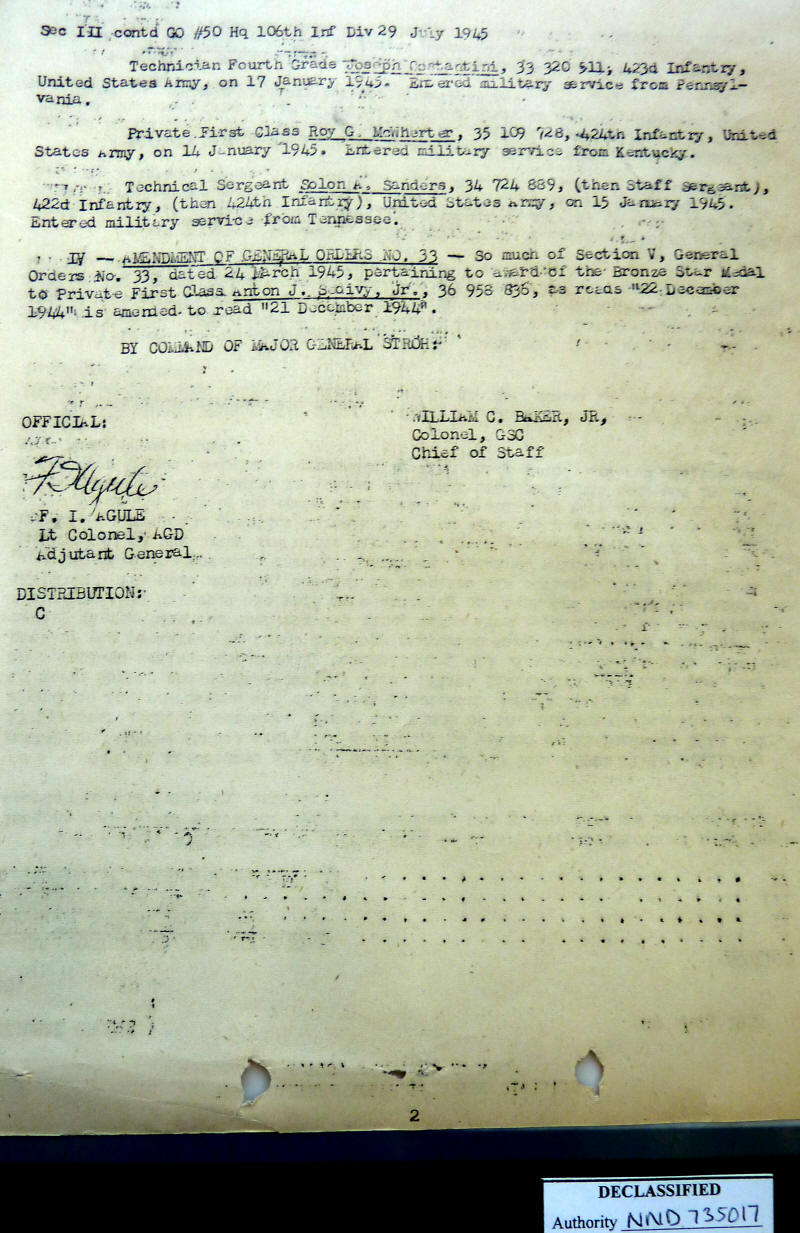 Sec III contd GO #50 Hq 106th Inf Div 29 July 1945
Technician Fourth Grade Joseph 33 320 511, 423d Infantry,
United States Army, on 17 January 1945. Entered military service from Pennsyl-
vania.
Private First Class Roy G. McWherter, 35 109 728, 424th Infantry, United
States Army, on 14 January 1945. Entered military service from Kentucky.
Technical Sergeant Solon A. Sanders, 34 724 889, (then Staff Sergeant),
422d Infantry, (then 424th Infantry), United States Army, on 15 January 1945.
Entered military service from Tennessee.
IV — AMENDMENT OF GENERAL ORDERS NO. 33 — So much of Section V, General
Orders No. 33, dated 24 March 1945, pertaining to award of the Bronze Star Medal
to Private First Class Anton J. Jr., 36 958 836, as reads "22 December
1944" is amended to read "21 December 1944".
BY COMMAND OF MAJOR GENERAL STROH:
OFFICIAL:
WILLIAM C. BAKER, JR,
Colonel, GSC
Chief of Staff
F. I. Agule
F. I. AGULE
Lt Colonel, AGD
Adjutant General
DISTRIBUTION:
C
2
DECLASSIFIED
Authority NND 735017